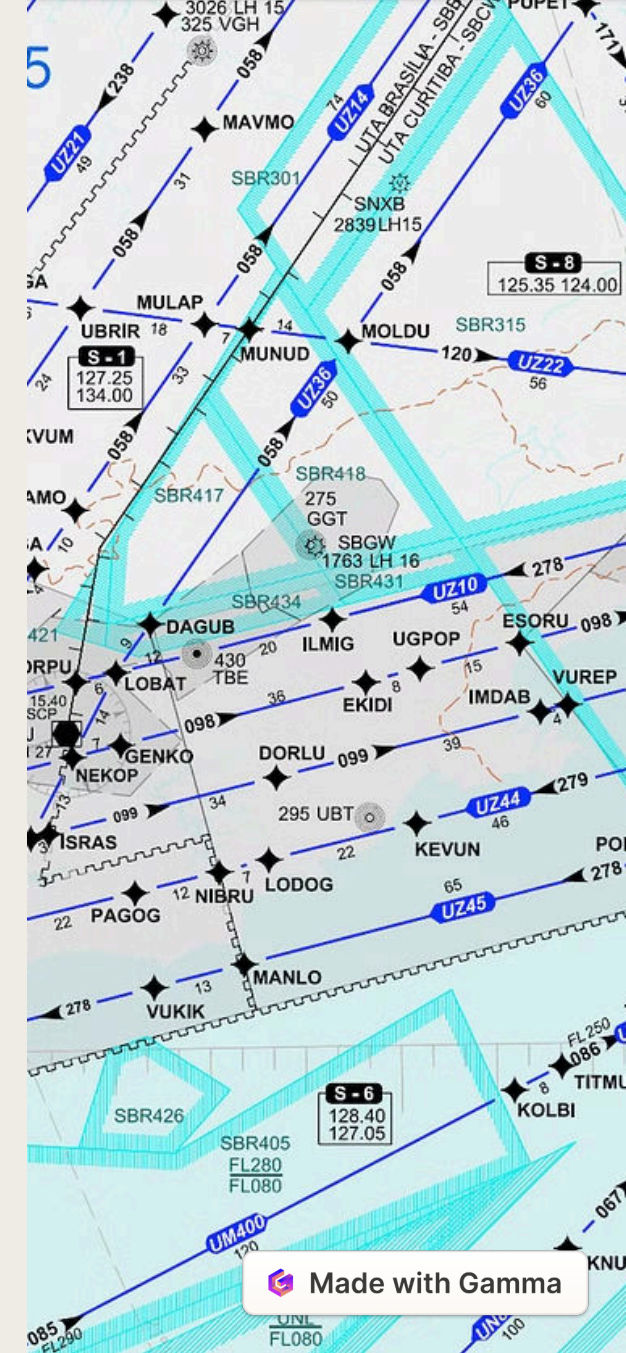 3026 LH 15
325 VGH
PUPET
5
238
058
171
UZ21
49
MAVMO
74
UZ14
UTA BRASÍLIA - SBB
UTA CURITIBA - SBCW
UZ36
60
31
SBR301
SNXB
2839 LH15
058
058
058
S - 8
125.35 124.00
GA
UBRIR
18
MULAP
7
14
MUNUD
MOLDU
SBR315
120
UZ22
56
S - 1
127.25
134.00
24
33
UZ36
50
KVUM
058
058
SBR417
SBR418
275
GGT
AMO
10
SBGW
1763 LH 16
SBR431
278
UZ10
54
SBR434
421
9
DAGUB
12
20
ILMIG
UGPOP
ESORU
098
430
TBE
ORPU
6
LOBAT
15
15.40
SCP
36
EKIDI
8
IMDAB
VUREP
4
14
098
7
GENKO
NEKOP
DORLU
099
39
13
34
099
295 UBT
279
UZ44
46
ISRAS
3
KEVUN
22
7
LODOG
NIBRU
12
PAGOG
22
65
278
UZ45
MANLO
13
278
VUKIK
FL250
086
TITMU
8
KOLBI
S - 6
128.40
127.05
SBR426
SBR405
FL280
FL080
067
UM400
120
KNU
085
FL290
UNL
FL080
100
Made with Gamma